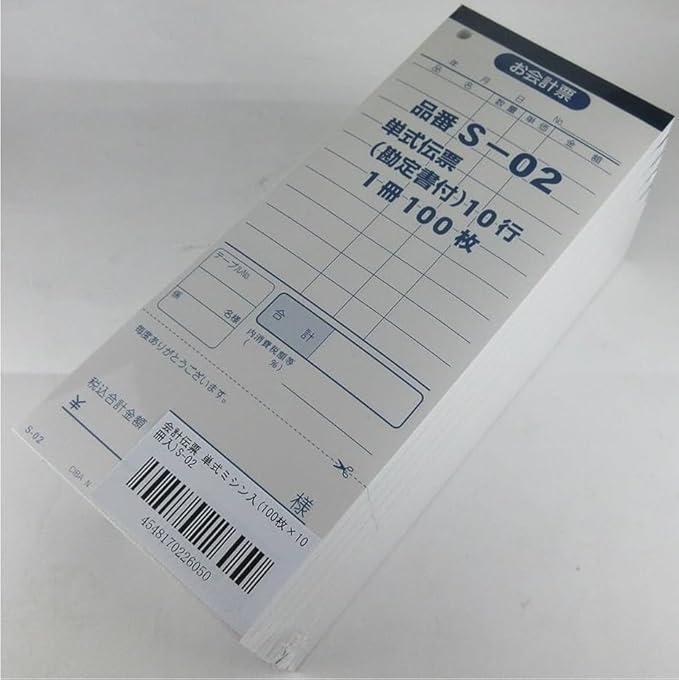 お会計票
年 月 日 No.
品 名 数量 単価 金 額
品番 S-02
単式伝票
(勘定書付)10行
1冊100枚
テーブルNo.
係 名様
合 計
内消費税額等
( %)
毎度ありがとうございます。
税込合計金額
様
S-02
CIBA N
会計伝票 単式ミシン入(100枚×10
冊入)S-02
4548170226050